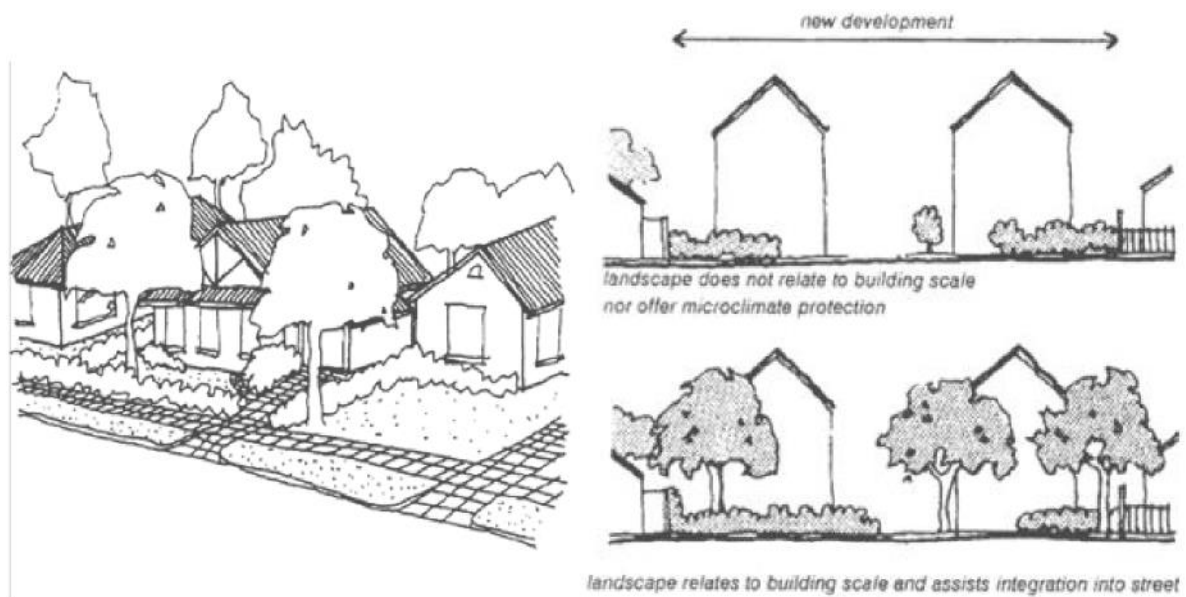 new development
landscape does not relate to building scale
nor offer microclimate protection
landscape relates to building scale and assists integration into street